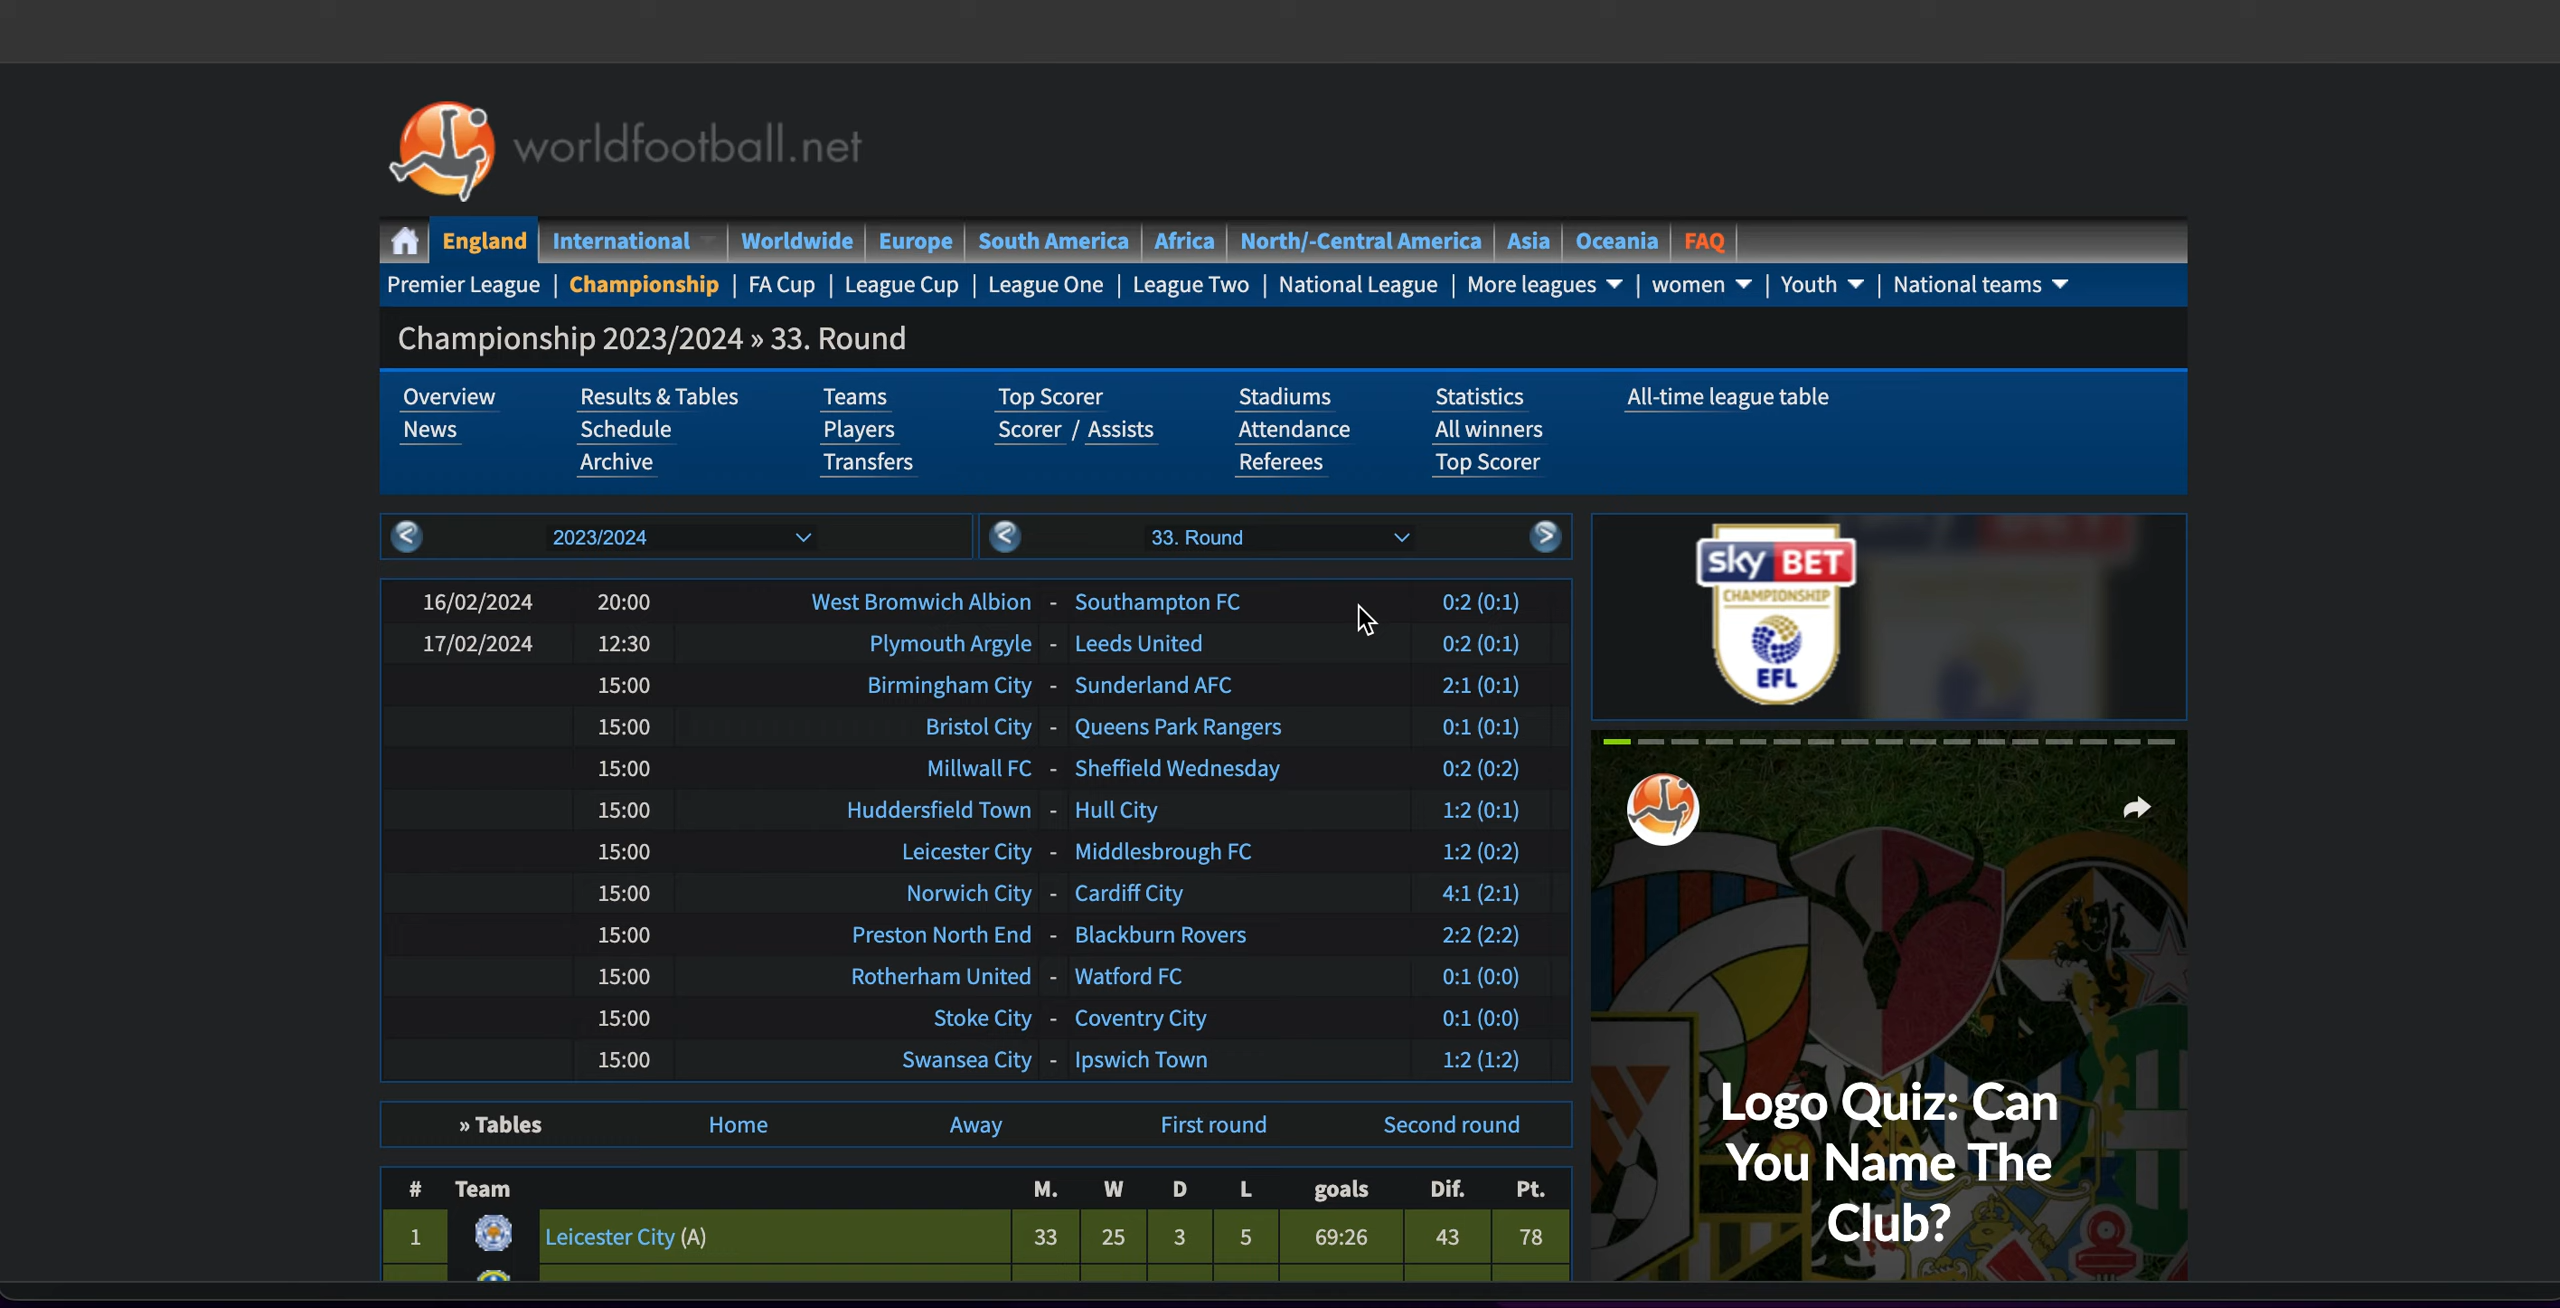 worldfootball.net
England International Worldwide Europe South America Africa North/-Central America Asia Oceania FAQ
Premier League | Championship | FA Cup | League Cup | League One | League Two | National League | More leagues | women | Youth | National teams
Championship 2023/2024 » 33. Round
Overview Results & Tables Teams Top Scorer Stadiums Statistics All-time league table
News Schedule Players Scorer / Assists Attendance All winners
Archive Transfers Referees Top Scorer
2023/2024 33. Round
16/02/2024 20:00 West Bromwich Albion - Southampton FC 0:2 (0:1)
17/02/2024 12:30 Plymouth Argyle - Leeds United 0:2 (0:1)
15:00 Birmingham City - Sunderland AFC 2:1 (0:1)
15:00 Bristol City - Queens Park Rangers 0:1 (0:1)
15:00 Millwall FC - Sheffield Wednesday 0:2 (0:2)
15:00 Huddersfield Town - Hull City 1:2 (0:1)
15:00 Leicester City - Middlesbrough FC 1:2 (0:2)
15:00 Norwich City - Cardiff City 4:1 (2:1)
15:00 Preston North End - Blackburn Rovers 2:2 (2:2)
15:00 Rotherham United - Watford FC 0:1 (0:0)
15:00 Stoke City - Coventry City 0:1 (0:0)
15:00 Swansea City - Ipswich Town 1:2 (1:2)
» Tables Home Away First round Second round
# Team M. W D L goals Dif. Pt.
1 Leicester City (A) 33 25 3 5 69:26 43 78
sky BET
CHAMPIONSHIP
EFL
Logo Quiz: Can
You Name The
Club?